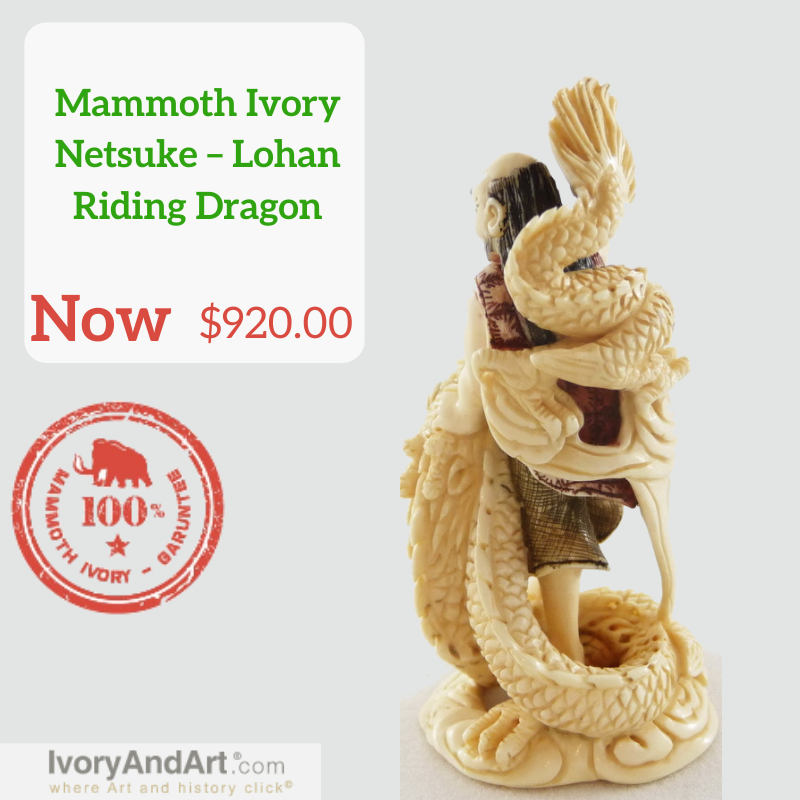 Mammoth Ivory
Netsuke – Lohan
Riding Dragon
Now $920.00
100%
MAMMOTH IVORY – GARUNTEE
IvoryAndArt®.com
where Art and history click©